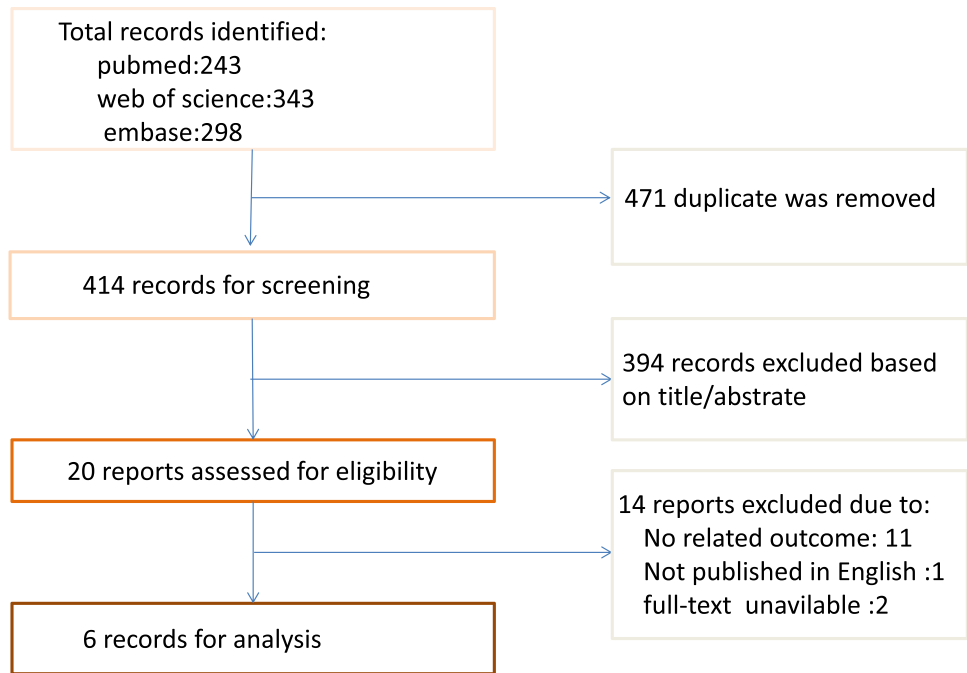 Total records identified:
pubmed:243
web of science:343
embase:298
471 duplicate was removed
414 records for screening
394 records excluded based
on title/abstrate
20 reports assessed for eligibility
14 reports excluded due to:
No related outcome: 11
Not published in English :1
full-text unavilable :2
6 records for analysis